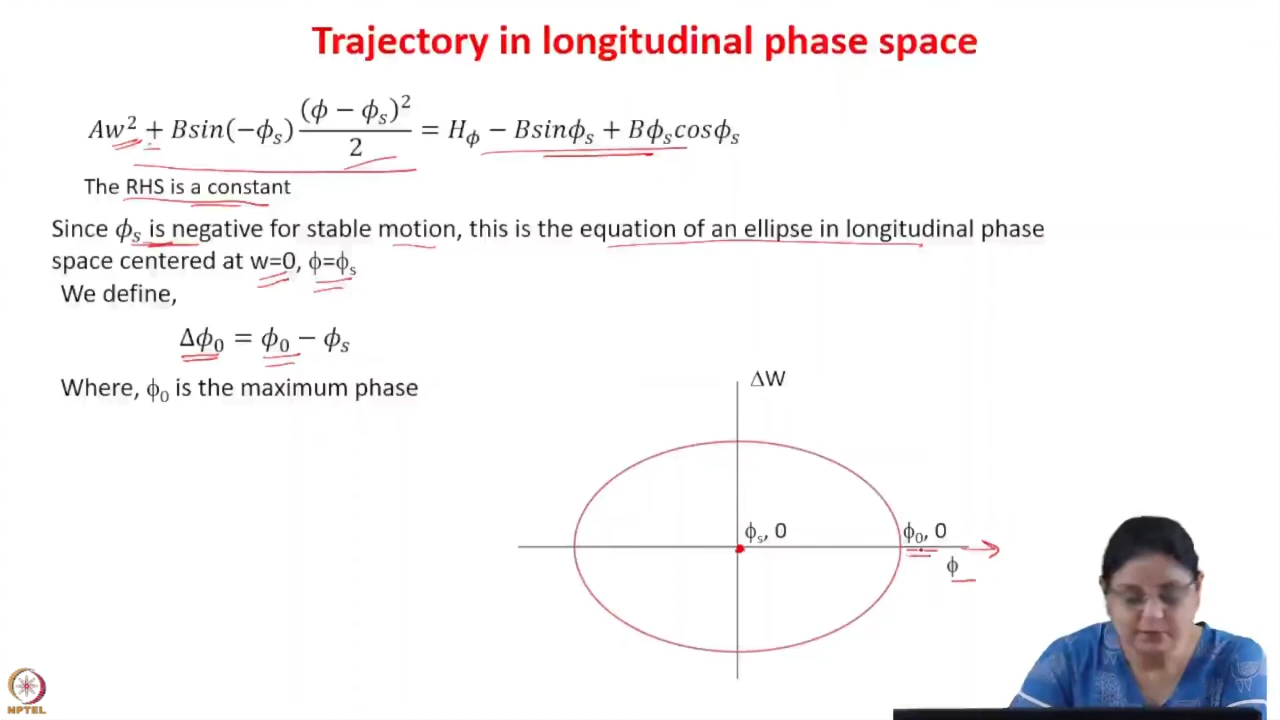 Trajectory in longitudinal phase space
Aw² + Bsin(−ϕₛ) (ϕ − ϕₛ)²/2 = H_ϕ − Bsinϕₛ + Bϕₛcosϕₛ
The RHS is a constant
Since ϕₛ is negative for stable motion, this is the equation of an ellipse in longitudinal phase
space centered at w=0, ϕ=ϕₛ
We define,
Δϕ₀ = ϕ₀ − ϕₛ
Where, ϕ₀ is the maximum phase
ΔW
ϕₛ, 0
ϕ₀, 0
ϕ
NPTEL